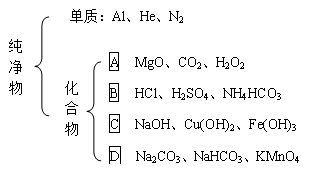 单质：Al、He、N₂
纯净物
化合物
A MgO、CO₂、H₂O₂
B HCl、H₂SO₄、NH₄HCO₃
C NaOH、Cu(OH)₂、Fe(OH)₃
D Na₂CO₃、NaHCO₃、KMnO₄